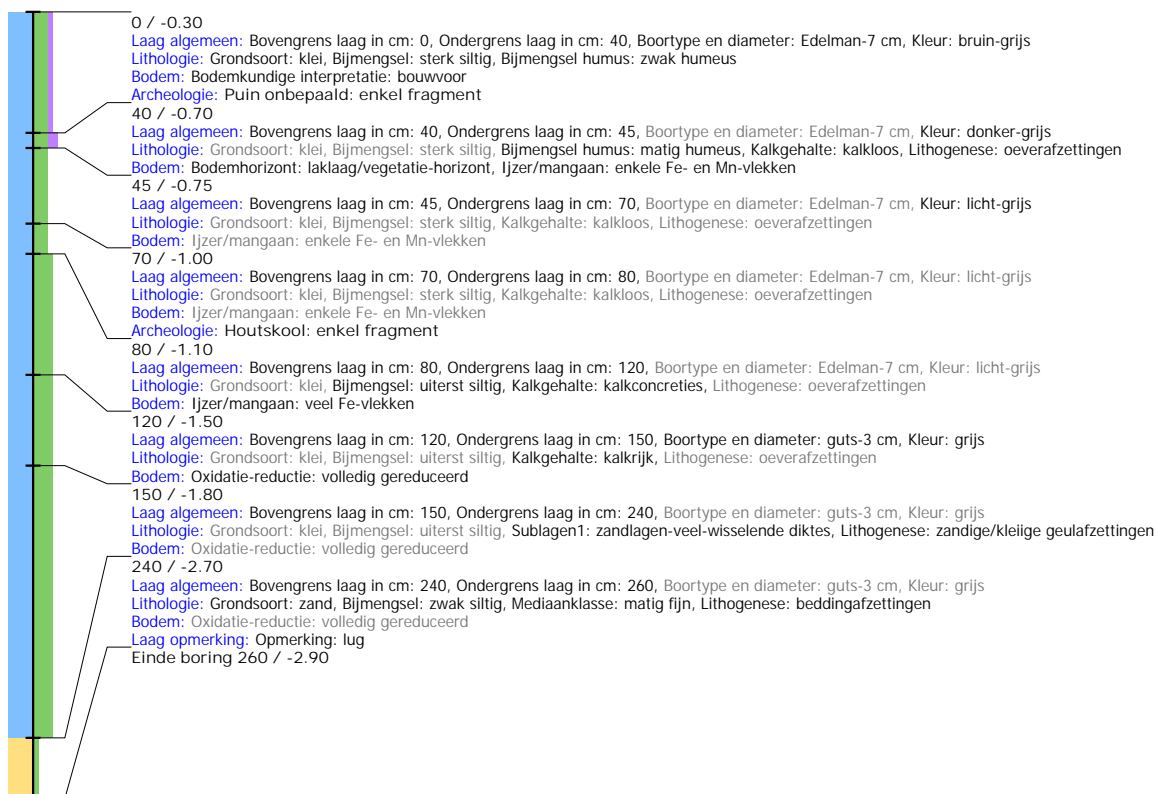 0 / -0.30
Laag algemeen: Bovengrens laag in cm: 0, Ondergrens laag in cm: 40, Boortype en diameter: Edelman-7 cm, Kleur: bruin-grijs
Lithologie: Grondsoort: klei, Bijmengsel: sterk siltig, Bijmengsel humus: zwak humeus
Bodem: Bodemkundige interpretatie: bouwvoor
Archeologie: Puin onbepaald: enkel fragment
40 / -0.70
Laag algemeen: Bovengrens laag in cm: 40, Ondergrens laag in cm: 45, Boortype en diameter: Edelman-7 cm, Kleur: donker-grijs
Lithologie: Grondsoort: klei, Bijmengsel: sterk siltig, Bijmengsel humus: matig humeus, Kalkgehalte: kalkloos, Lithogenese: oeverafzettingen
Bodem: Bodemhorizont: laklaag/vegetatie-horizont, Ijzer/mangaan: enkele Fe- en Mn-vlekken
45 / -0.75
Laag algemeen: Bovengrens laag in cm: 45, Ondergrens laag in cm: 70, Boortype en diameter: Edelman-7 cm, Kleur: licht-grijs
Lithologie: Grondsoort: klei, Bijmengsel: sterk siltig, Kalkgehalte: kalkloos, Lithogenese: oeverafzettingen
Bodem: Ijzer/mangaan: enkele Fe- en Mn-vlekken
70 / -1.00
Laag algemeen: Bovengrens laag in cm: 70, Ondergrens laag in cm: 80, Boortype en diameter: Edelman-7 cm, Kleur: licht-grijs
Lithologie: Grondsoort: klei, Bijmengsel: sterk siltig, Kalkgehalte: kalkloos, Lithogenese: oeverafzettingen
Bodem: Ijzer/mangaan: enkele Fe- en Mn-vlekken
Archeologie: Houtskool: enkel fragment
80 / -1.10
Laag algemeen: Bovengrens laag in cm: 80, Ondergrens laag in cm: 120, Boortype en diameter: Edelman-7 cm, Kleur: licht-grijs
Lithologie: Grondsoort: klei, Bijmengsel: uiterst siltig, Kalkgehalte: kalkconcreties, Lithogenese: oeverafzettingen
Bodem: Ijzer/mangaan: veel Fe-vlekken
120 / -1.50
Laag algemeen: Bovengrens laag in cm: 120, Ondergrens laag in cm: 150, Boortype en diameter: guts-3 cm, Kleur: grijs
Lithologie: Grondsoort: klei, Bijmengsel: uiterst siltig, Kalkgehalte: kalkrijk, Lithogenese: oeverafzettingen
Bodem: Oxidatie-reductie: volledig gereduceerd
150 / -1.80
Laag algemeen: Bovengrens laag in cm: 150, Ondergrens laag in cm: 240, Boortype en diameter: guts-3 cm, Kleur: grijs
Lithologie: Grondsoort: klei, Bijmengsel: uiterst siltig, Sublagen1: zandlagen-veel-wisselende diktes, Lithogenese: zandige/kleiige geulafzettingen
Bodem: Oxidatie-reductie: volledig gereduceerd
240 / -2.70
Laag algemeen: Bovengrens laag in cm: 240, Ondergrens laag in cm: 260, Boortype en diameter: guts-3 cm, Kleur: grijs
Lithologie: Grondsoort: zand, Bijmengsel: zwak siltig, Mediaanklasse: matig fijn, Lithogenese: beddingafzettingen
Bodem: Oxidatie-reductie: volledig gereduceerd
Laag opmerking: Opmerking: lug
Einde boring 260 / -2.90